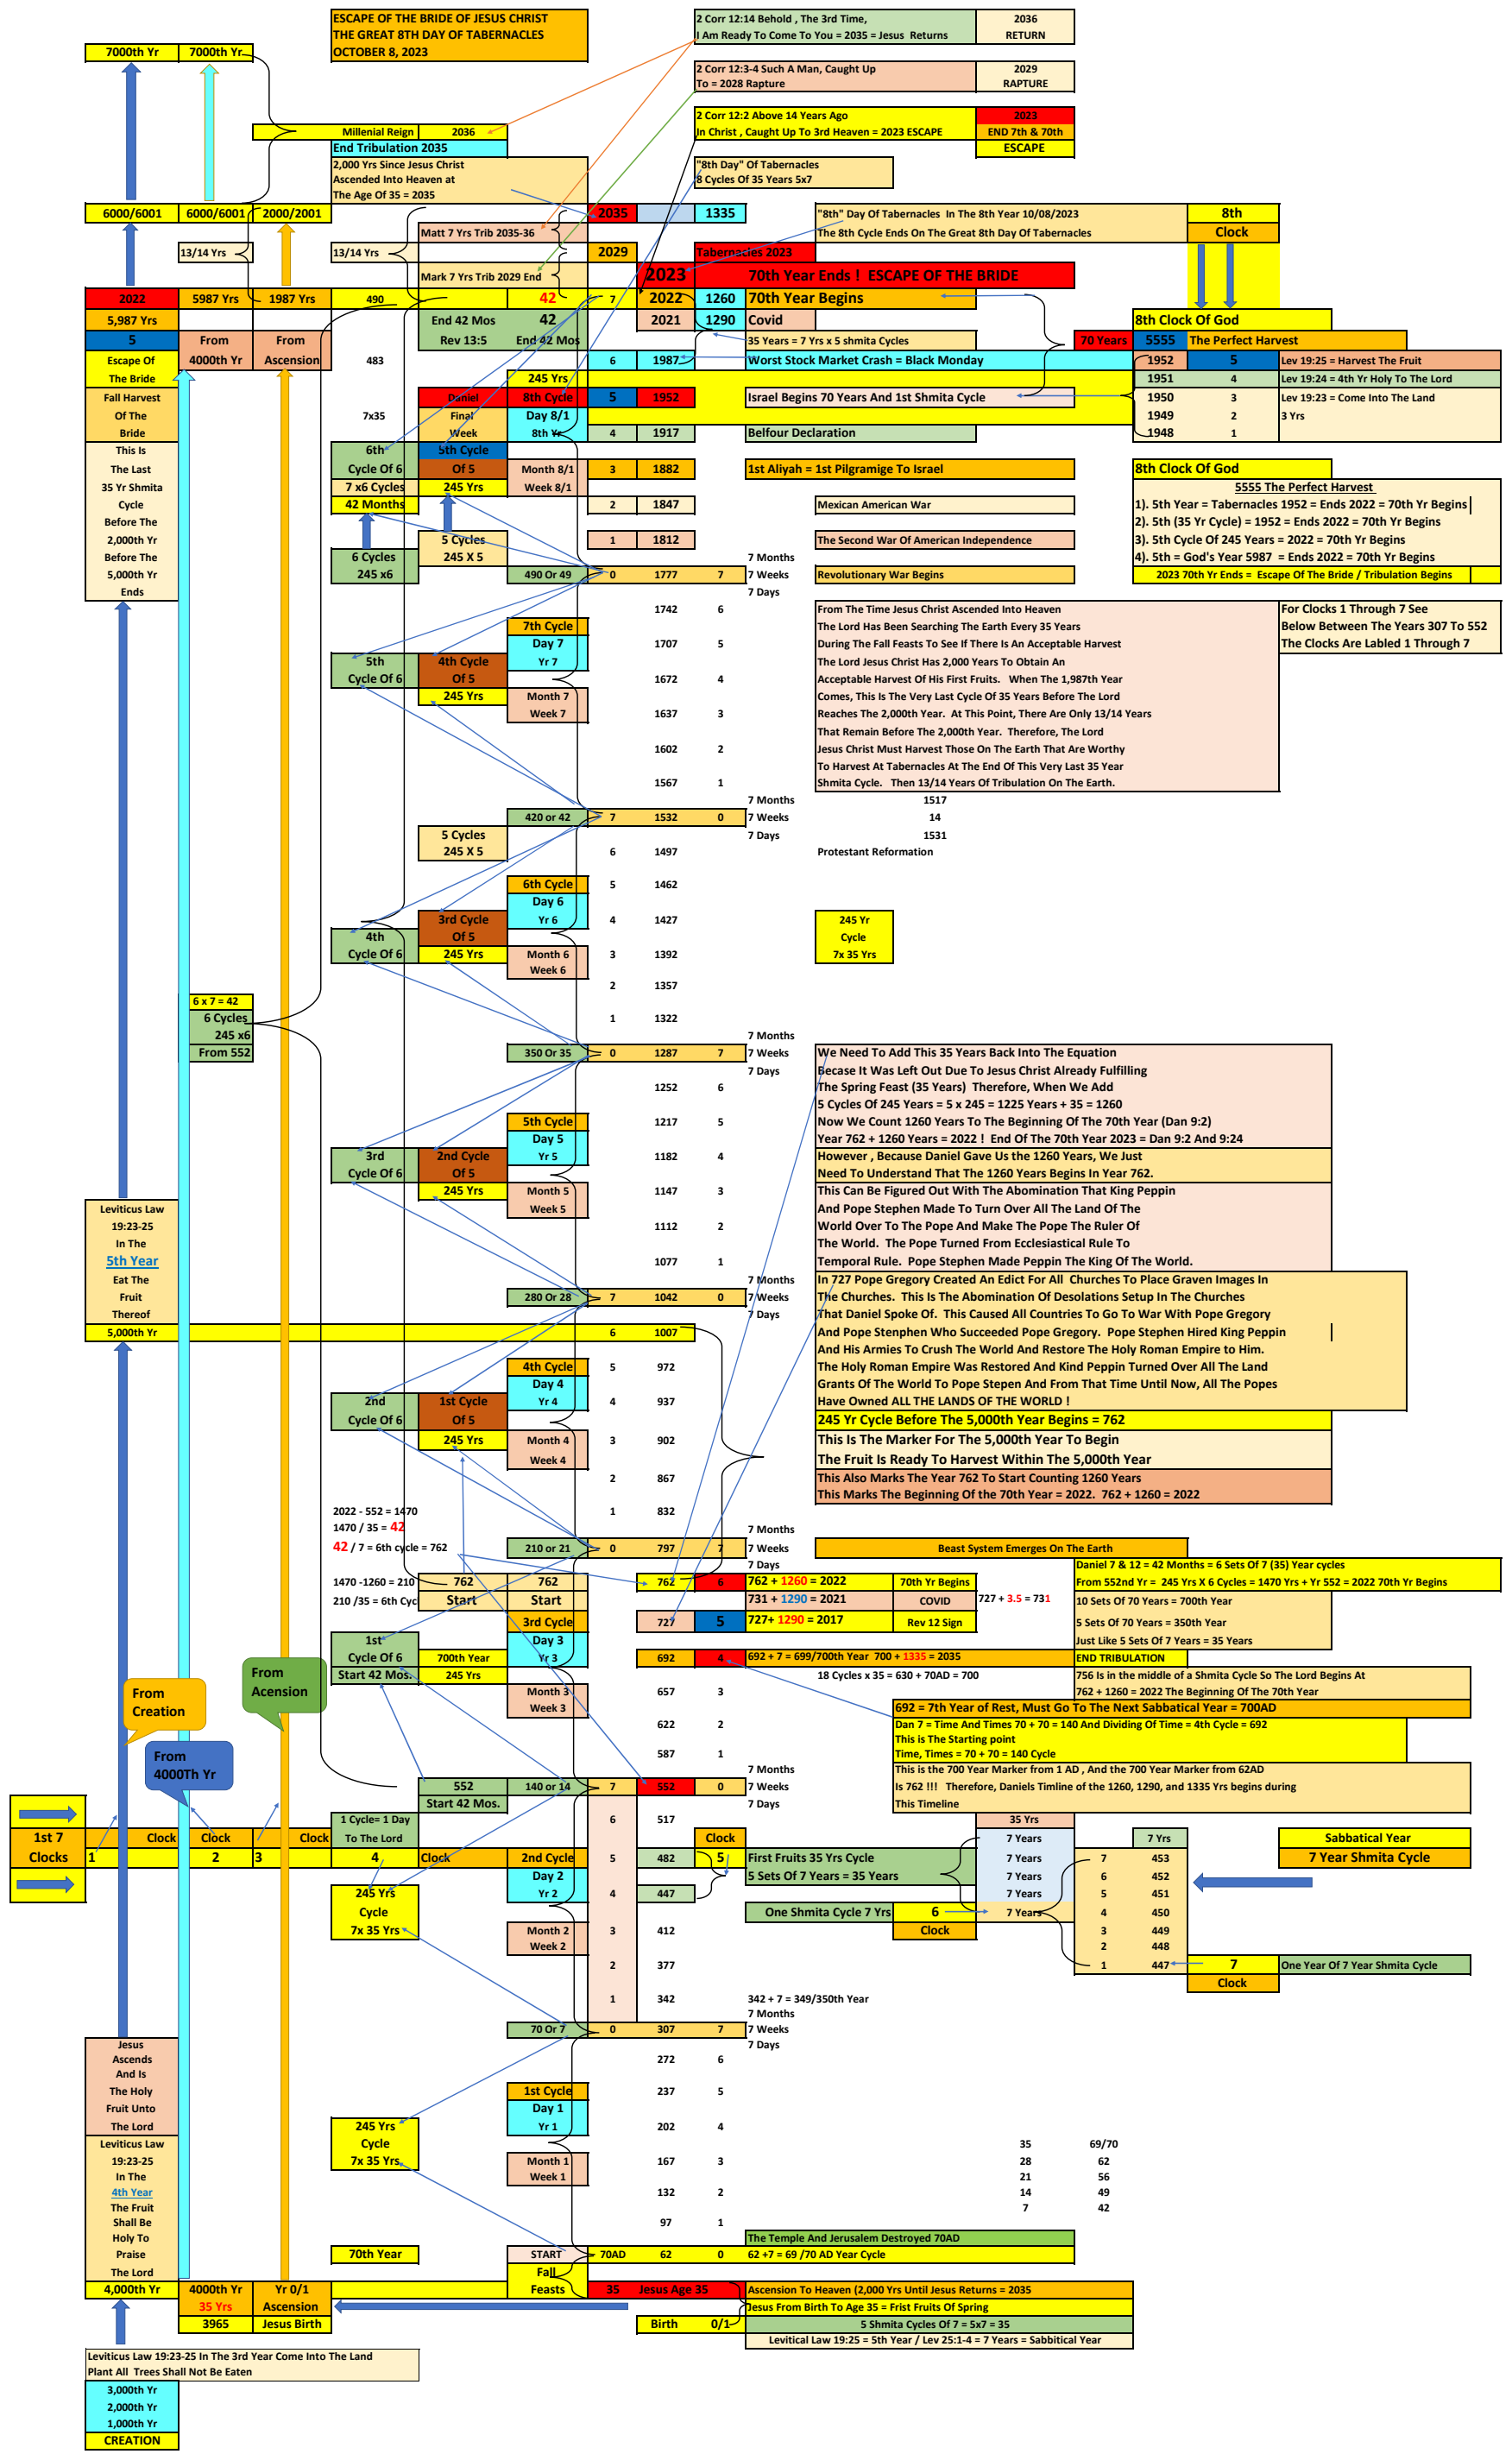 ESCAPE OF THE BRIDE OF JESUS CHRIST
THE GREAT 8TH DAY OF TABERNACLES
OCTOBER 8, 2023
2 Corr 12:14 Behold , The 3rd Time,
I Am Ready To Come To You = 2035 = Jesus Returns
2036
RETURN
7000th Yr
7000th Yr
2 Corr 12:3-4 Such A Man, Caught Up
To = 2028 Rapture
2029
RAPTURE
2 Corr 12:2 Above 14 Years Ago
In Christ , Caught Up To 3rd Heaven = 2023 ESCAPE
2023
END 7th & 70th
ESCAPE
Millenial Reign
2036
End Tribulation 2035
2,000 Yrs Since Jesus Christ
Ascended Into Heaven at
The Age Of 35 = 2035
"8th Day" Of Tabernacles
8 Cycles Of 35 Years 5x7
6000/6001
6000/6001
2000/2001
2035
1335
"8th" Day Of Tabernacles In The 8th Year 10/08/2023
The 8th Cycle Ends On The Great 8th Day Of Tabernacles
8th
Clock
Matt 7 Yrs Trib 2035-36
13/14 Yrs
13/14 Yrs
2029
Tabernacles 2023
Mark 7 Yrs Trib 2029 End
2023
70th Year Ends ! ESCAPE OF THE BRIDE
2022
5987 Yrs
1987 Yrs
490
42
7
2022
1260
70th Year Begins
5,987 Yrs
End 42 Mos
42
2021
1290
Covid
8th Clock Of God
5
From
4000th Yr
From
Ascension
Rev 13:5
End 42 Mos
35 Years = 7 Yrs x 5 shmita Cycles
70 Years
5555
The Perfect Harvest
Escape Of
The Bride
483
6
1987
Worst Stock Market Crash = Black Monday
1952
5
Lev 19:25 = Harvest The Fruit
245 Yrs
1951
4
Lev 19:24 = 4th Yr Holy To The Lord
Fall Harvest
Of The
Bride
Daniel
Final
Week
8th Cycle
Day 8/1
8th Yr
5
1952
Israel Begins 70 Years And 1st Shmita Cycle
1950
3
Lev 19:23 = Come Into The Land
7x35
1949
2
3 Yrs
4
1917
Belfour Declaration
1948
1
This Is
The Last
35 Yr Shmita
Cycle
Before The
2,000th Yr
Before The
5,000th Yr
Ends
6th
Cycle Of 6
5th Cycle
Of 5
Month 8/1
Week 8/1
3
1882
1st Aliyah = 1st Pilgramige To Israel
8th Clock Of God
7 x6 Cycles
245 Yrs
42 Months
5555 The Perfect Harvest
1). 5th Year = Tabernacles 1952 = Ends 2022 = 70th Yr Begins
2). 5th (35 Yr Cycle) = 1952 = Ends 2022 = 70th Yr Begins
3). 5th Cycle Of 245 Years = 2022 = 70th Yr Begins
4). 5th = God's Year 5987 = Ends 2022 = 70th Yr Begins
2023 70th Yr Ends = Escape Of The Bride / Tribulation Begins
2
1847
Mexican American War
5 Cycles
245 X 5
1
1812
The Second War Of American Independence
6 Cycles
245 x6
7 Months
490 Or 49
0
1777
7
7 Weeks
Revolutionary War Begins
7 Days
1742
6
From The Time Jesus Christ Ascended Into Heaven
The Lord Has Been Searching The Earth Every 35 Years
During The Fall Feasts To See If There Is An Acceptable Harvest
The Lord Jesus Christ Has 2,000 Years To Obtain An
Acceptable Harvest Of His First Fruits. When The 1,987th Year
Comes, This Is The Very Last Cycle Of 35 Years Before The Lord
Reaches The 2,000th Year. At This Point, There Are Only 13/14 Years
That Remain Before The 2,000th Year. Therefore, The Lord
Jesus Christ Must Harvest Those On The Earth That Are Worthy
To Harvest At Tabernacles At The End Of This Very Last 35 Year
Shmita Cycle. Then 13/14 Years Of Tribulation On The Earth.
For Clocks 1 Through 7 See
Below Between The Years 307 To 552
The Clocks Are Labled 1 Through 7
7th Cycle
Day 7
Yr 7
1707
5
5th
Cycle Of 6
4th Cycle
Of 5
245 Yrs
1672
4
Month 7
Week 7
1637
3
1602
2
1567
1
7 Months
1517
420 or 42
7
1532
0
7 Weeks
14
7 Days
1531
5 Cycles
245 X 5
6
1497
Protestant Reformation
6th Cycle
Day 6
Yr 6
5
1462
4
1427
245 Yr
Cycle
7x 35 Yrs
4th
Cycle Of 6
3rd Cycle
Of 5
245 Yrs
Month 6
Week 6
3
1392
2
1357
6 x 7 = 42
6 Cycles
245 x6
From 552
1
1322
7 Months
350 Or 35
0
1287
7
7 Weeks
7 Days
We Need To Add This 35 Years Back Into The Equation
Becase It Was Left Out Due To Jesus Christ Already Fulfilling
The Spring Feast (35 Years) Therefore, When We Add
5 Cycles Of 245 Years = 5 x 245 = 1225 Years + 35 = 1260
Now We Count 1260 Years To The Beginning Of The 70th Year (Dan 9:2)
Year 762 + 1260 Years = 2022 ! End Of The 70th Year 2023 = Dan 9:2 And 9:24
However , Because Daniel Gave Us the 1260 Years, We Just
Need To Understand That The 1260 Years Begins In Year 762.
This Can Be Figured Out With The Abomination That King Peppin
And Pope Stephen Made To Turn Over All The Land Of The
World Over To The Pope And Make The Pope The Ruler Of
The World. The Pope Turned From Ecclesiastical Rule To
Temporal Rule. Pope Stephen Made Peppin The King Of The World.
In 727 Pope Gregory Created An Edict For All Churches To Place Graven Images In
The Churches. This Is The Abomination Of Desolations Setup In The Churches
That Daniel Spoke Of. This Caused All Countries To Go To War With Pope Gregory
And Pope Stenphen Who Succeeded Pope Gregory. Pope Stephen Hired King Peppin
And His Armies To Crush The World And Restore The Holy Roman Empire to Him.
The Holy Roman Empire Was Restored And Kind Peppin Turned Over All The Land
Grants Of The World To Pope Stepen And From That Time Until Now, All The Popes
Have Owned ALL THE LANDS OF THE WORLD !
245 Yr Cycle Before The 5,000th Year Begins = 762
This Is The Marker For The 5,000th Year To Begin
The Fruit Is Ready To Harvest Within The 5,000th Year
This Also Marks The Year 762 To Start Counting 1260 Years
This Marks The Beginning Of the 70th Year = 2022. 762 + 1260 = 2022
1252
6
5th Cycle
Day 5
Yr 5
1217
5
3rd
Cycle Of 6
2nd Cycle
Of 5
245 Yrs
1182
4
Month 5
Week 5
1147
3
1112
2
1077
1
Leviticus Law
19:23-25
In The
5th Year
Eat The
Fruit
Thereof
5,000th Yr
7 Months
280 Or 28
7
1042
0
7 Weeks
7 Days
6
1007
4th Cycle
Day 4
Yr 4
5
972
2nd
Cycle Of 6
1st Cycle
Of 5
245 Yrs
4
937
Month 4
Week 4
3
902
2
867
2022 - 552 = 1470
1470 / 35 = 42
42 / 7 = 6th cycle = 762
1
832
7 Months
210 or 21
0
797
7
7 Weeks
7 Days
Beast System Emerges On The Earth
1470 -1260 = 210
210 /35 = 6th Cycl
762
Start
762
Start
762
6
762 + 1260 = 2022
70th Yr Begins
731 + 1290 = 2021
COVID
727 + 3.5 = 731
727
5
727+ 1290 = 2017
Rev 12 Sign
Daniel 7 & 12 = 42 Months = 6 Sets Of 7 (35) Year cycles
From 552nd Yr = 245 Yrs X 6 Cycles = 1470 Yrs + Yr 552 = 2022 70th Yr Begins
10 Sets Of 70 Years = 700th Year
5 Sets Of 70 Years = 350th Year
Just Like 5 Sets Of 7 Years = 35 Years
3rd Cycle
Day 3
Yr 3
1st
Cycle Of 6
Start 42 Mos.
700th Year
245 Yrs
692
4
692 + 7 = 699/700th Year 700 + 1335 = 2035
END TRIBULATION
18 Cycles x 35 = 630 + 70AD = 700
756 Is in the middle of a Shmita Cycle So The Lord Begins At
762 + 1260 = 2022 The Beginning Of The 70th Year
Month 3
Week 3
657
3
692 = 7th Year of Rest, Must Go To The Next Sabbatical Year = 700AD
Dan 7 = Time And Times 70 + 70 = 140 And Dividing Of Time = 4th Cycle = 692
This is The Starting point
Time, Times = 70 + 70 = 140 Cycle
622
2
587
1
This is the 700 Year Marker from 1 AD , And the 700 Year Marker from 62AD
Is 762 !!! Therefore, Daniels Timline of the 1260, 1290, and 1335 Yrs begins during
This Timeline
From
Creation
From
Acension
From
4000Th Yr
7 Months
552
Start 42 Mos.
140 or 14
7
552
0
7 Weeks
7 Days
1 Cycle= 1 Day
To The Lord
6
517
35 Yrs
1st 7
Clocks
Clock
1
Clock
2
Clock
3
4
Clock
2nd Cycle
Day 2
Yr 2
5
482
Clock
5
First Fruits 35 Yrs Cycle
5 Sets Of 7 Years = 35 Years
7 Years
7 Years
7 Years
7 Years
7 Years
7 Yrs
7 453
6 452
5 451
4 450
3 449
2 448
1 447
Sabbatical Year
7 Year Shmita Cycle
245 Yrs
Cycle
7x 35 Yrs
4
447
One Shmita Cycle 7 Yrs
6
Clock
Month 2
Week 2
3
412
2
377
7
Clock
One Year Of 7 Year Shmita Cycle
1
342
342 + 7 = 349/350th Year
7 Months
70 Or 7
0
307
7
7 Weeks
7 Days
Jesus
Ascends
And Is
The Holy
Fruit Unto
The Lord
272
6
1st Cycle
Day 1
Yr 1
237
5
245 Yrs
Cycle
7x 35 Yrs
202
4
Leviticus Law
19:23-25
In The
4th Year
The Fruit
Shall Be
Holy To
Praise
The Lord
4,000th Yr
Month 1
Week 1
167
3
132
2
97
1
35 69/70
28 62
21 56
14 49
7 42
The Temple And Jerusalem Destroyed 70AD
70th Year
START
70AD
62
0
62 +7 = 69 /70 AD Year Cycle
Fall
Feasts
4000th Yr
35 Yrs
3965
Yr 0/1
Ascension
Jesus Birth
35
Jesus Age 35
Ascension To Heaven (2,000 Yrs Until Jesus Returns = 2035
Jesus From Birth To Age 35 = Frist Fruits Of Spring
Birth
0/1
5 Shmita Cycles Of 7 = 5x7 = 35
Levitical Law 19:25 = 5th Year / Lev 25:1-4 = 7 Years = Sabbitical Year
Leviticus Law 19:23-25 In The 3rd Year Come Into The Land
Plant All Trees Shall Not Be Eaten
3,000th Yr
2,000th Yr
1,000th Yr
CREATION